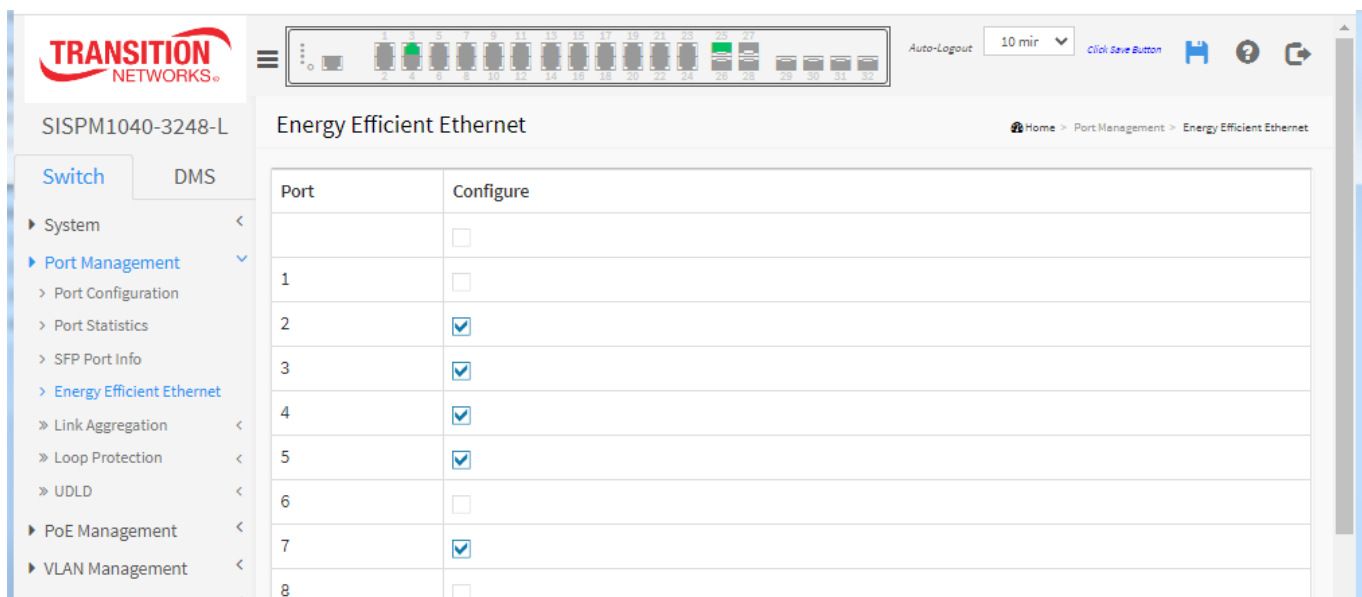 TRANSITION
NETWORKS®
1 3 5 7 9 11 13 15 17 19 21 23 25 27
2 4 6 8 10 12 14 16 18 20 22 24 26 28 29 30 31 32
Auto-Logout 10 mir Click Save Button
SISPM1040-3248-L
Energy Efficient Ethernet
Home > Port Management > Energy Efficient Ethernet
Switch DMS
System
Port Management
> Port Configuration
> Port Statistics
> SFP Port Info
> Energy Efficient Ethernet
» Link Aggregation <
» Loop Protection <
» UDLD <
PoE Management
VLAN Management
Port Configure
1
2
3
4
5
6
7
8